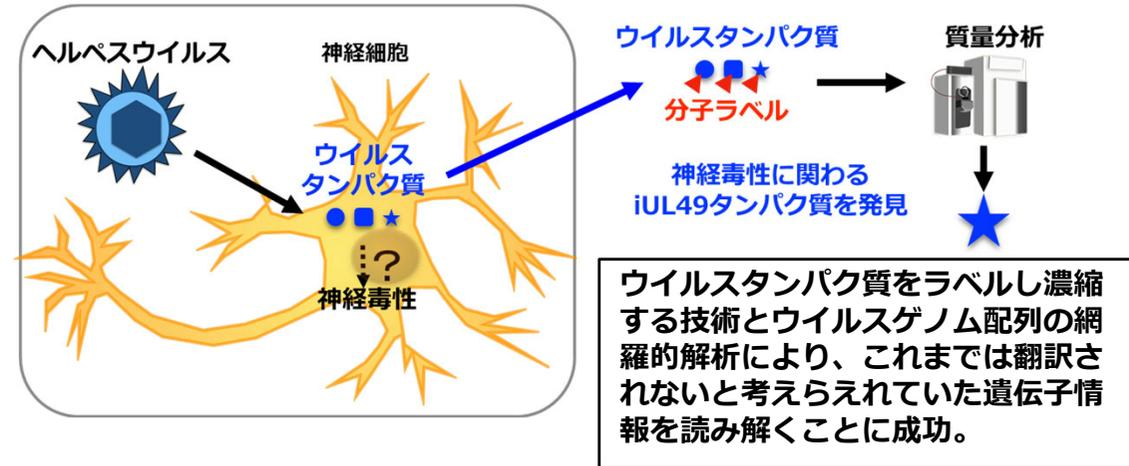 ヘルペスウイルス
神経細胞
ウイルス
タンパク質
?
神経毒性
ウイルスタンパク質
分子ラベル
質量分析
神経毒性に関わる
iUL49タンパク質を発見
ウイルスタンパク質をラベルし濃縮
する技術とウイルスゲノム配列の網
羅的解析により、これまでは翻訳さ
れないと考えらえれていた遺伝子情
報を読み解くことに成功。